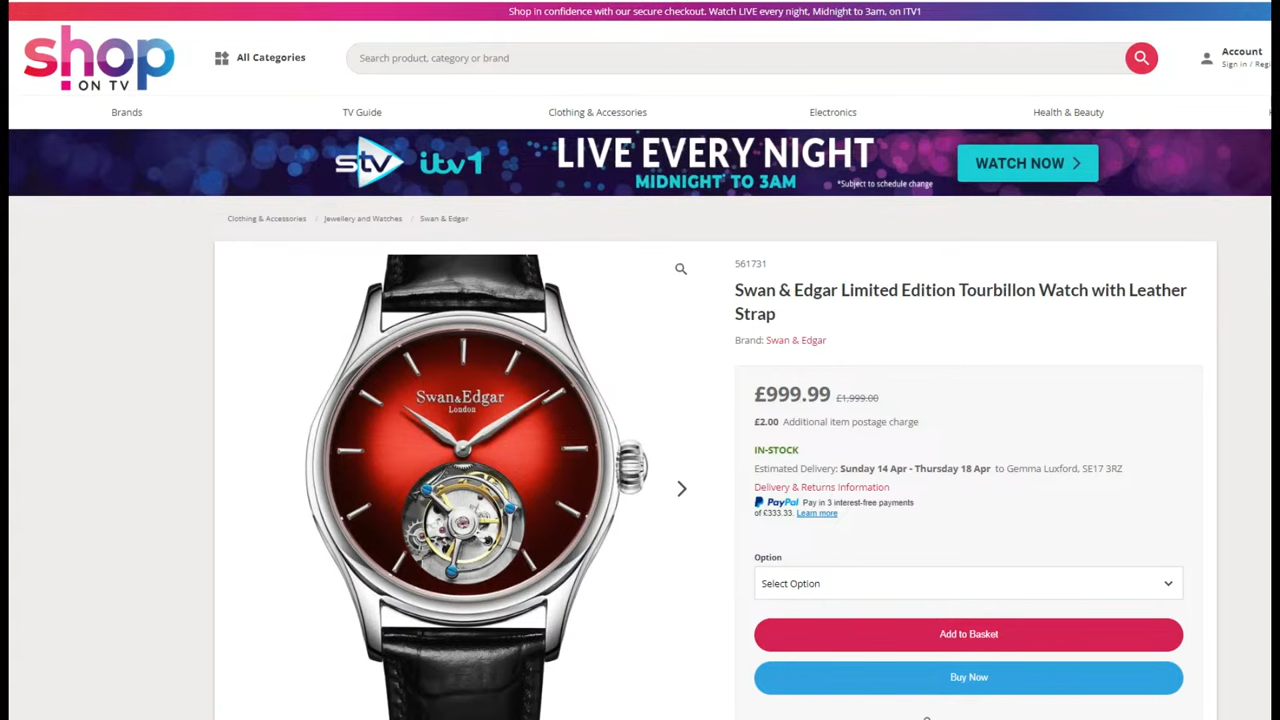 Shop in confidence with our secure checkout. Watch LIVE every night, Midnight to 3am, on ITV1
shop
ON TV
All Categories
Search product, category or brand
Account
Sign in / Regi
Brands
TV Guide
Clothing & Accessories
Electronics
Health & Beauty
stv
itv1
LIVE EVERY NIGHT
MIDNIGHT* TO 3AM
*Subject to schedule change
WATCH NOW
Clothing & Accessories / Jewellery and Watches / Swan & Edgar
561731
Swan & Edgar Limited Edition Tourbillon Watch with Leather
Strap
Brand: Swan & Edgar
£999.99 £1,999.00
£2.00 Additional item postage charge
IN-STOCK
Estimated Delivery: Sunday 14 Apr - Thursday 18 Apr to Gemma Luxford, SE17 3RZ
Delivery & Returns Information
PayPal Pay in 3 interest-free payments
of £333.33. Learn more
Option
Select Option
Add to Basket
Buy Now
Swan&Edgar
London